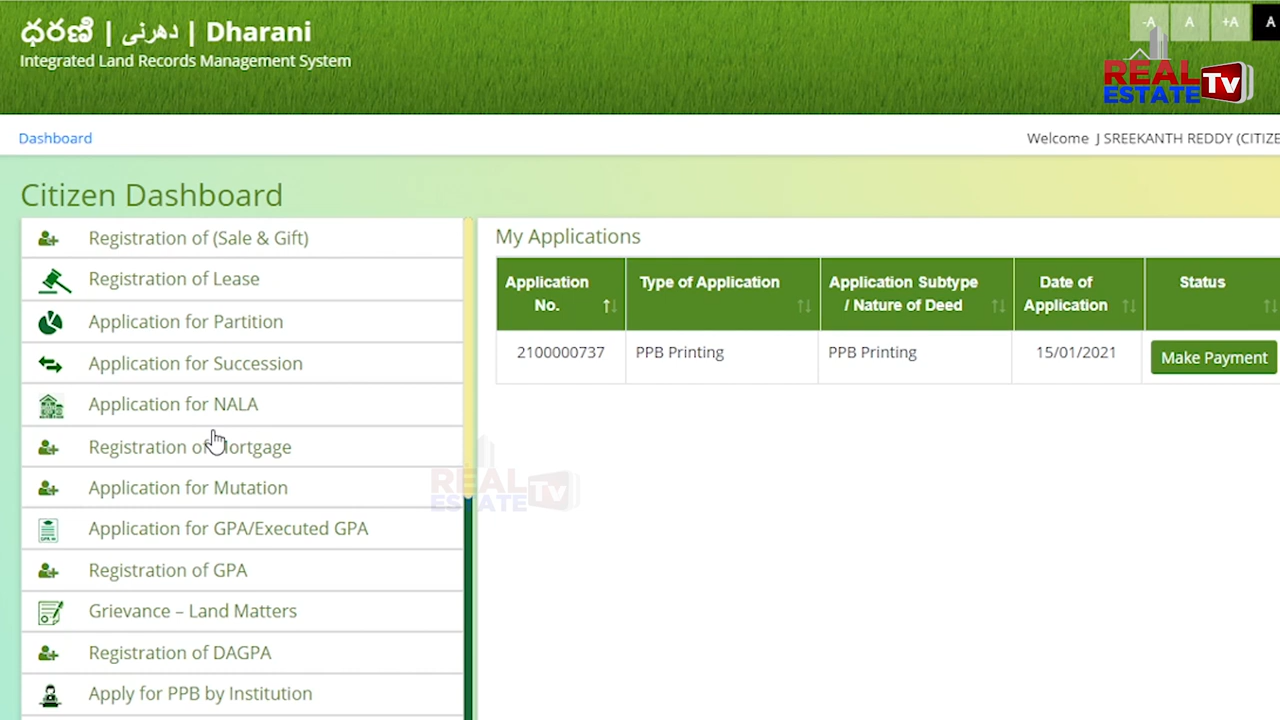 ధరణి | دھرنی | Dharani
Integrated Land Records Management System
-A A +A A
REAL ESTATE Tv
Dashboard
Welcome J SREEKANTH REDDY (CITIZE
Citizen Dashboard
Registration of (Sale & Gift)
Registration of Lease
Application for Partition
Application for Succession
Application for NALA
Registration of Mortgage
Application for Mutation
Application for GPA/Executed GPA
Registration of GPA
Grievance – Land Matters
Registration of DAGPA
Apply for PPB by Institution
My Applications
Application No. Type of Application Application Subtype / Nature of Deed Date of Application Status
2100000737 PPB Printing PPB Printing 15/01/2021 Make Payment
REAL ESTATE Tv